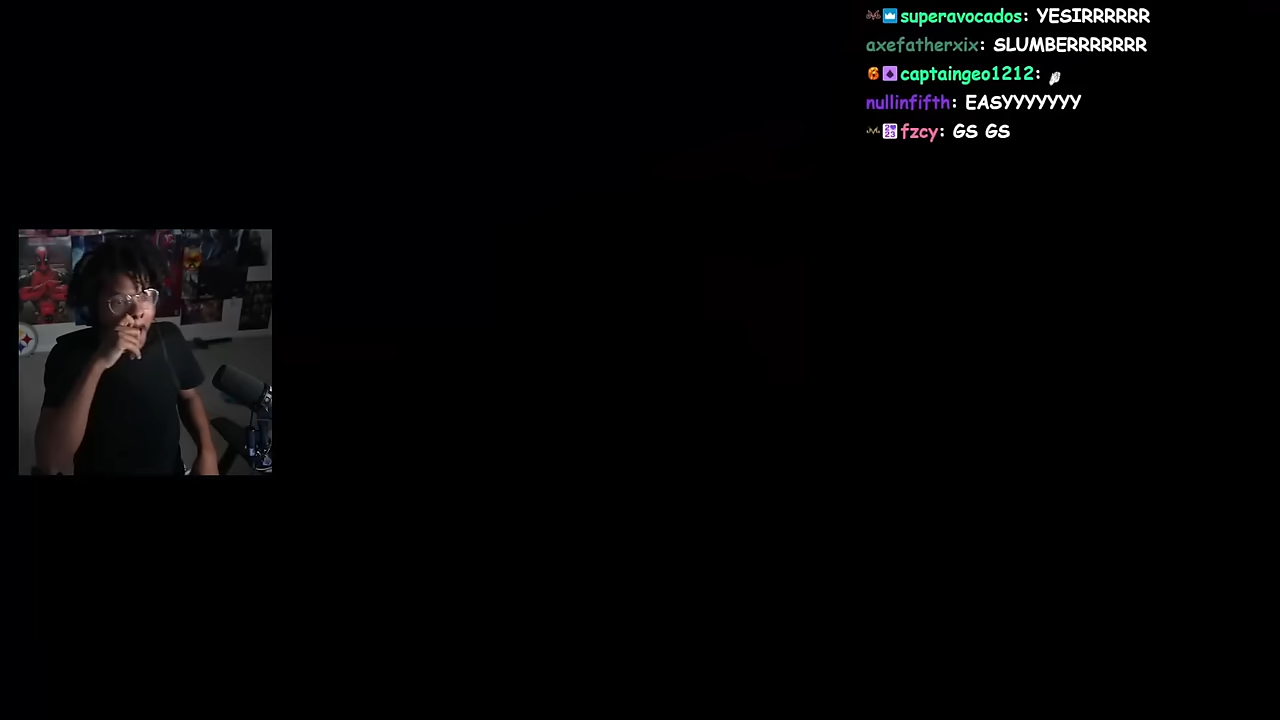 superavocados: YESIRRRRRR
axefatherxix: SLUMBERRRRRRR
captaingeo1212:
nullinfifth: EASYYYYYYY
fzcy: GS GS